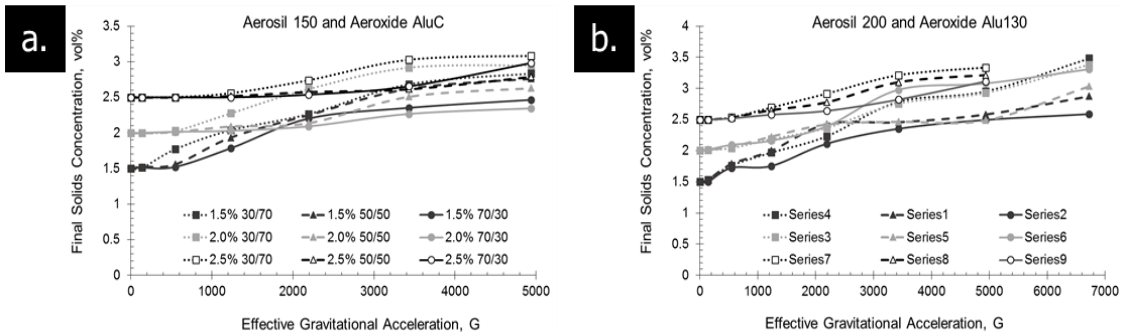 a.
Aerosil 150 and Aeroxide AluC
Final Solids Concentration, vol%
3.5
3
2.5
2
1.5
1
0.5
0
1.5% 30/70 1.5% 50/50 1.5% 70/30
2.0% 30/70 2.0% 50/50 2.0% 70/30
2.5% 30/70 2.5% 50/50 2.5% 70/30
0 1000 2000 3000 4000 5000
Effective Gravitational Acceleration, G
b.
Aerosil 200 and Aeroxide Alu130
Final Solids Concentration, vol%
4
3.5
3
2.5
2
1.5
1
0.5
0
Series4 Series1 Series2
Series3 Series5 Series6
Series7 Series8 Series9
0 1000 2000 3000 4000 5000 6000 7000
Effective Gravitational Acceleration, G